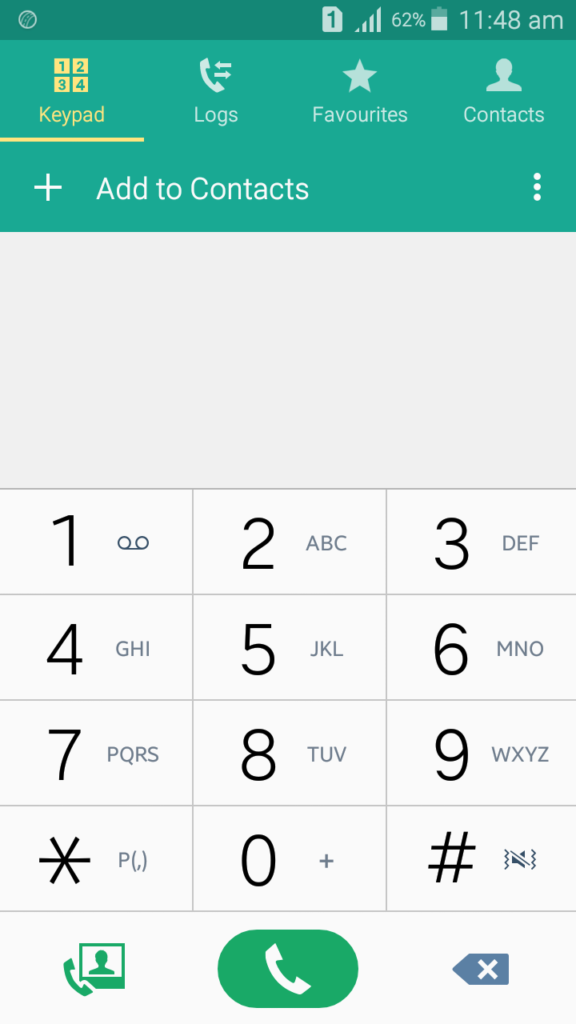 1 62% 11:48 am
1 2
3 4
Keypad Logs Favourites Contacts
+ Add to Contacts
1 2 ABC 3 DEF
4 GHI 5 JKL 6 MNO
7 PQRS 8 TUV 9 WXYZ
* P(,) 0 + #